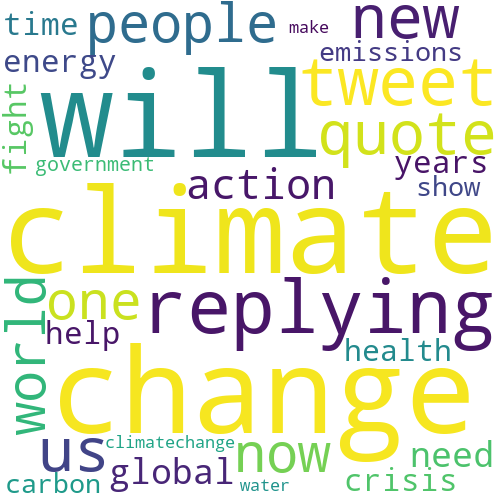 time
people
make
new
energy
emissions
will
tweet
fight
quote
government
years
action
show
climate
world
one
replying
help
health
change
us
climatechange
now
need
global
carbon
water
crisis